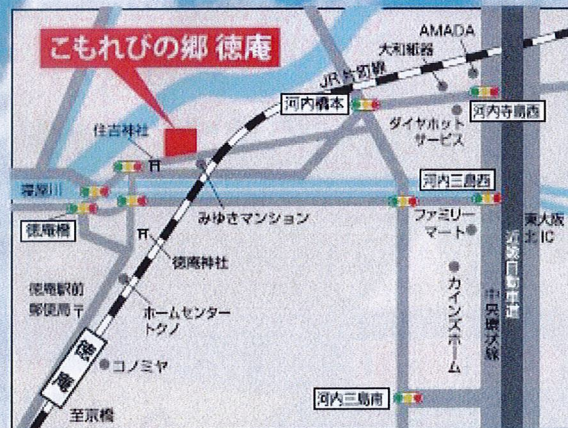 こもれびの郷 徳庵
AMADA
大和紙器
JR片町線
河内橋本
河内寺島西
ダイヤホット
サービス
住吉神社
寝屋川
徳庵橋
みゆきマンション
河内三島西
ファミリー
マート
東大阪
北IC
近畿自動車道
中央環状線
カインズホーム
徳庵神社
徳庵駅前
郵便局〒
ホームセンター
トクノ
徳庵
コノミヤ
至京橋
河内三島南